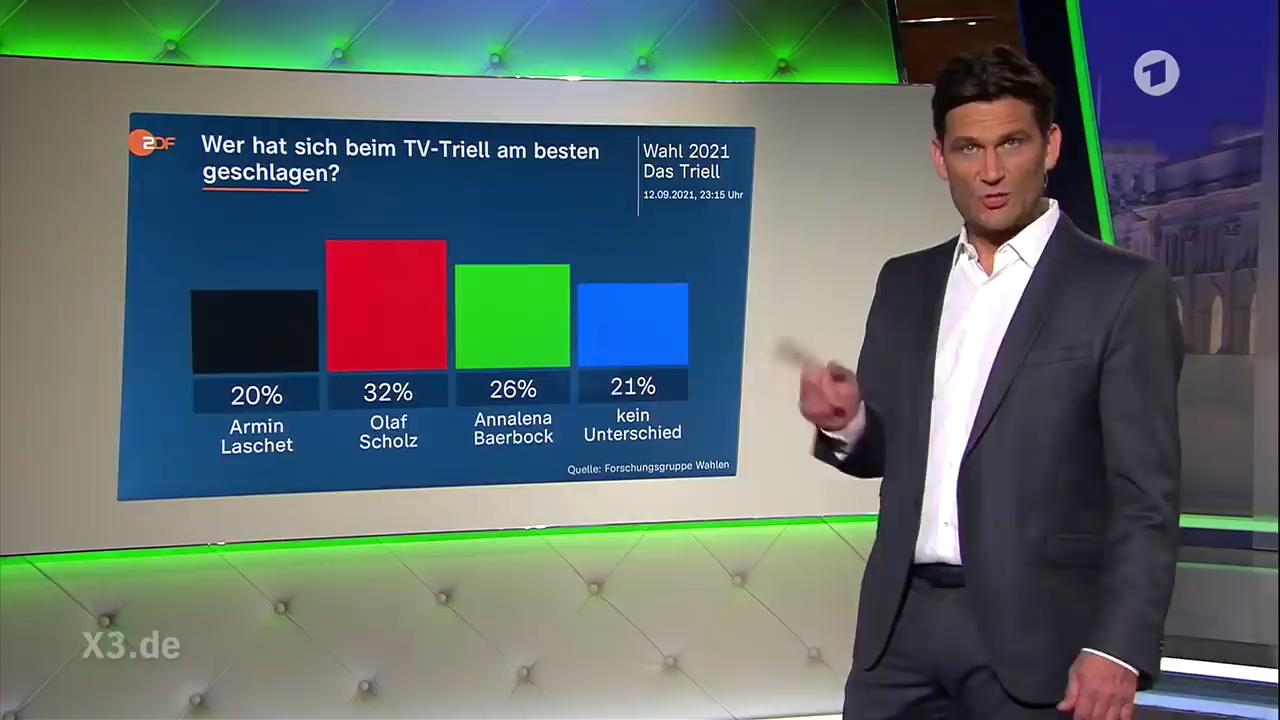 1
ZDF
Wer hat sich beim TV-Triell am besten
geschlagen?
Wahl 2021
Das Triell
12.09.2021, 23:15 Uhr
20%
32%
26%
21%
Armin
Laschet
Olaf
Scholz
Annalena
Baerbock
kein
Unterschied
Quelle: Forschungsgruppe Wahlen
X3.de